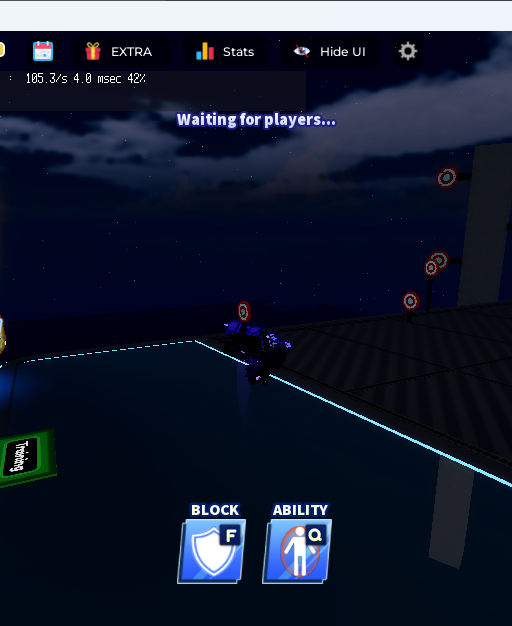 EXTRA
Stats
Hide UI
: 105.3/s 4.0 msec 42%
Waiting for players...
Training
BLOCK
ABILITY
F
Q